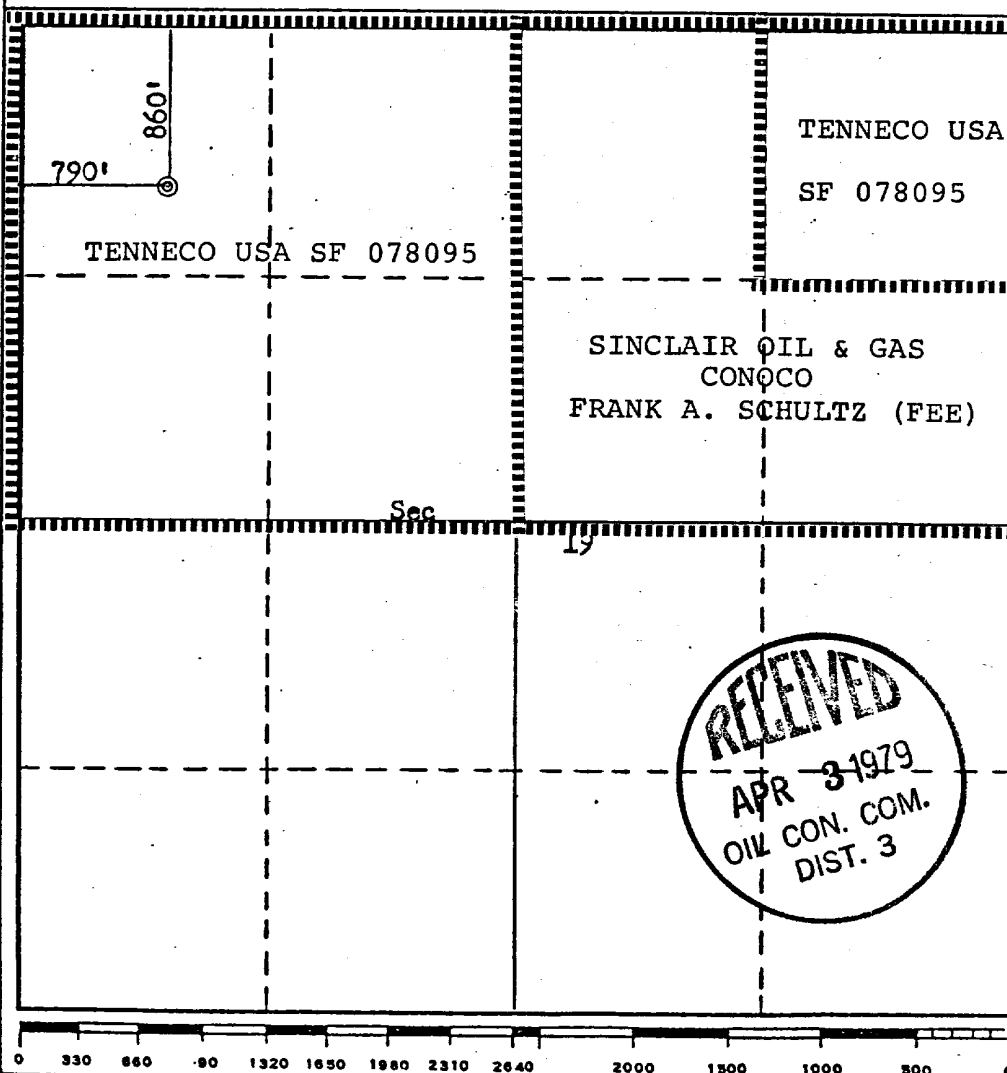 860'
790'
TENNECO USA SF 078095
TENNECO USA
SF 078095
SINCLAIR OIL & GAS
CONOCO
FRANK A. SCHULTZ (FEE)
Sec
19
RECEIVED
APR 3 1979
OIL CON. COM.
DIST. 3
0 330 660 -90 1320 1650 1980 2310 2640 2000 1500 1000 500